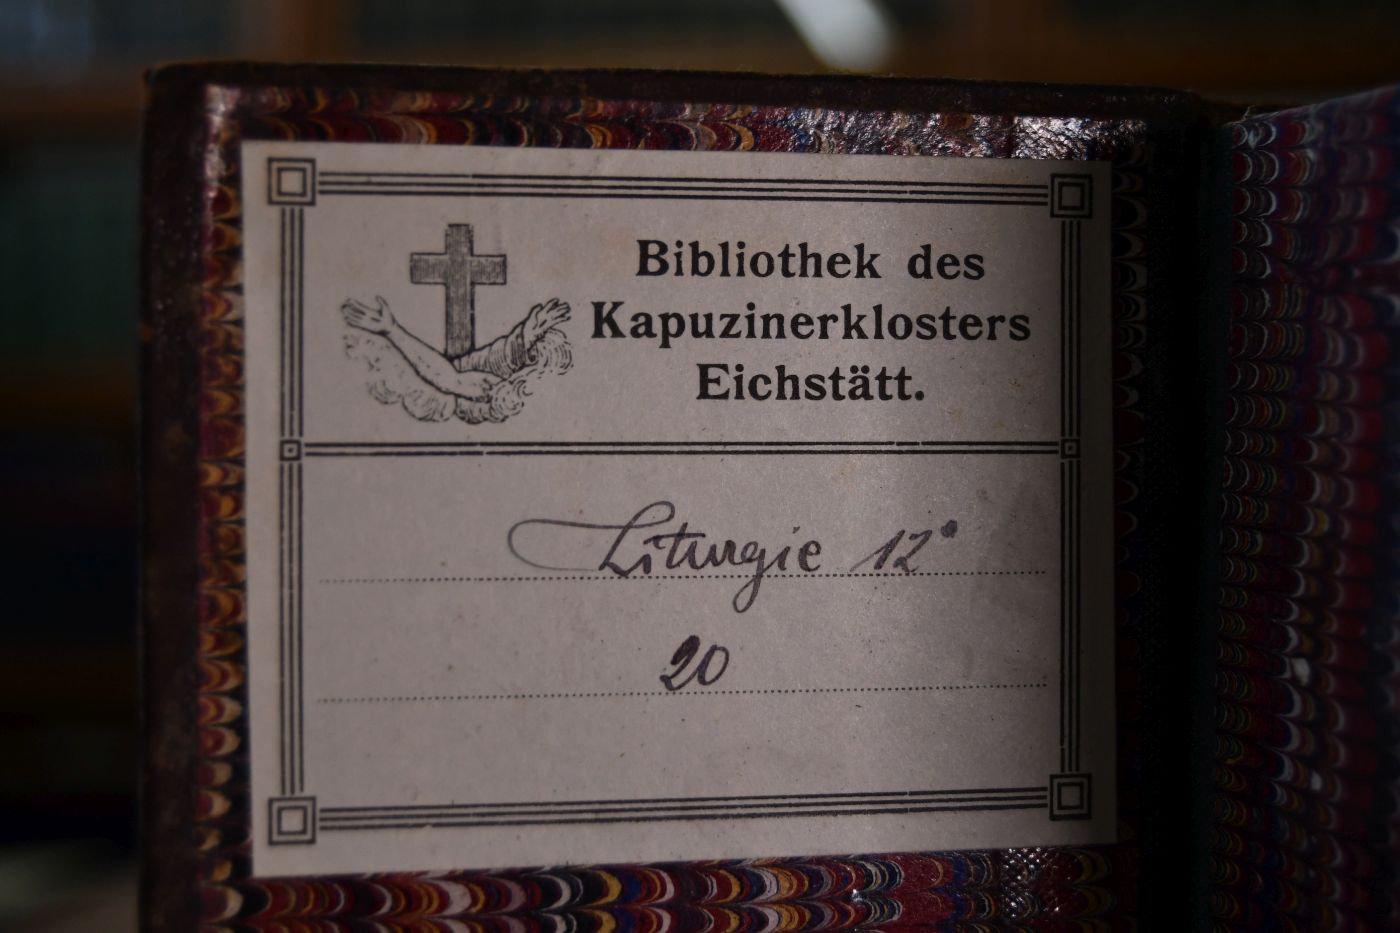 Bibliothek des
Kapuzinerklosters
Eichstätt.
Liturgie 12°
20